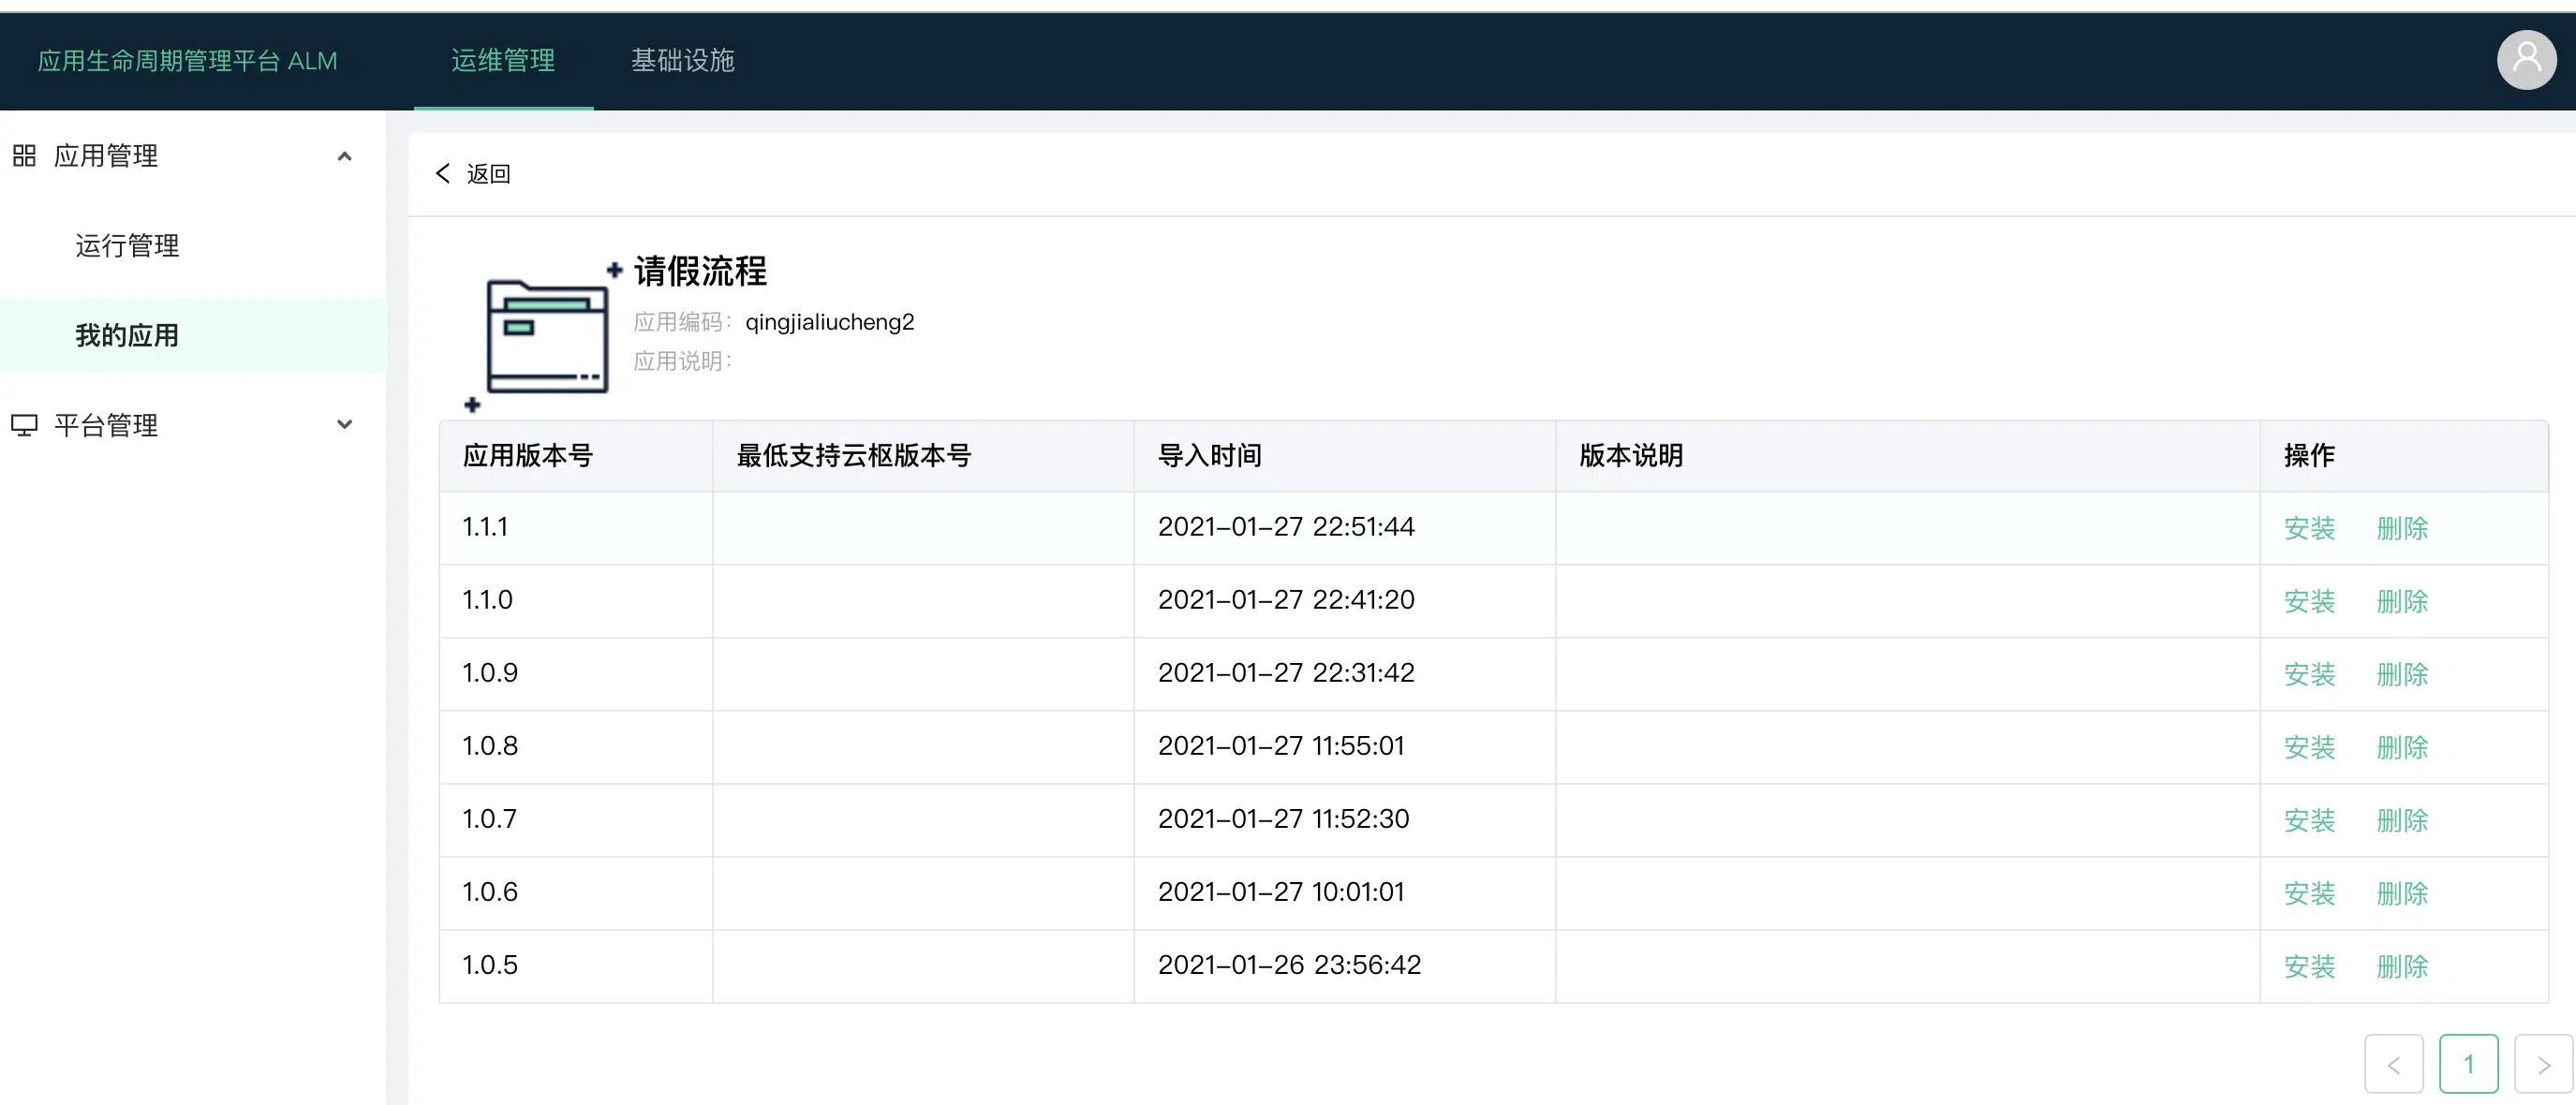 应用生命周期管理平台 ALM 运维管理 基础设施
应用管理
运行管理
我的应用
平台管理
返回
请假流程
应用编码： qingjialiucheng2
应用说明：
应用版本号 最低支持云枢版本号 导入时间 版本说明 操作
1.1.1 2021-01-27 22:51:44 安装 删除
1.1.0 2021-01-27 22:41:20 安装 删除
1.0.9 2021-01-27 22:31:42 安装 删除
1.0.8 2021-01-27 11:55:01 安装 删除
1.0.7 2021-01-27 11:52:30 安装 删除
1.0.6 2021-01-27 10:01:01 安装 删除
1.0.5 2021-01-26 23:56:42 安装 删除
1